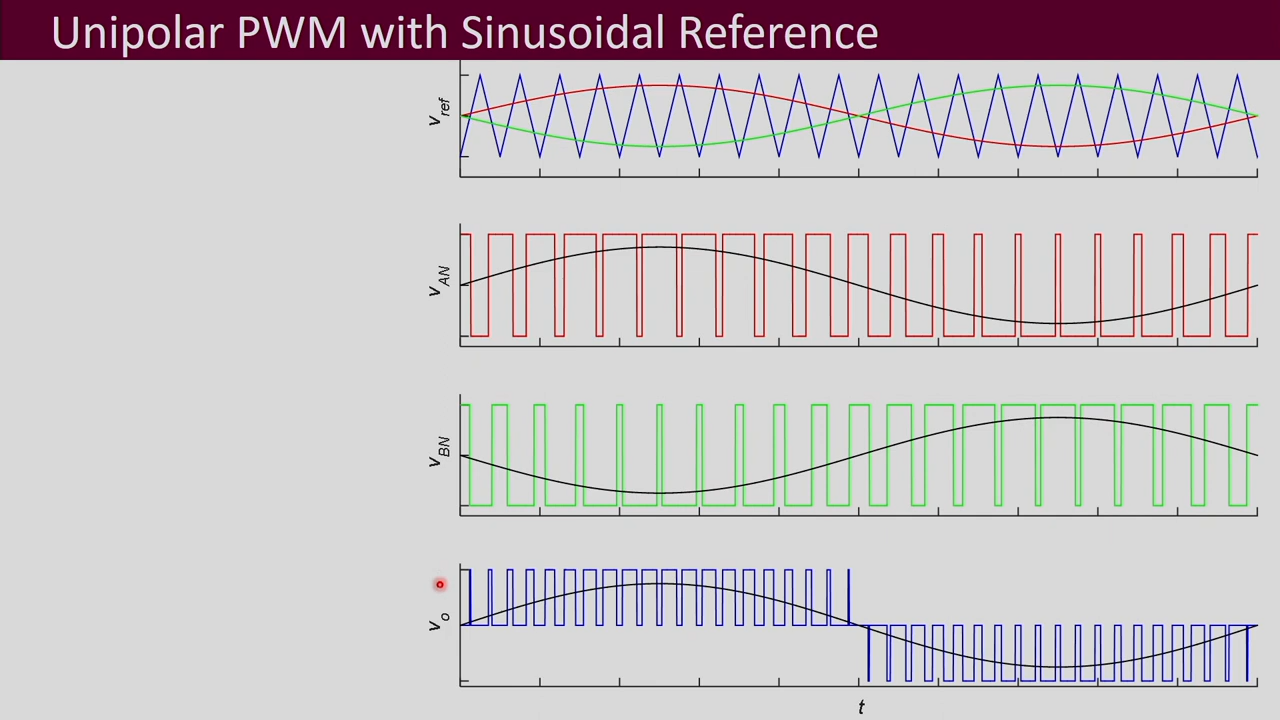 Unipolar PWM with Sinusoidal Reference
vref
vAN
vBN
vo
t